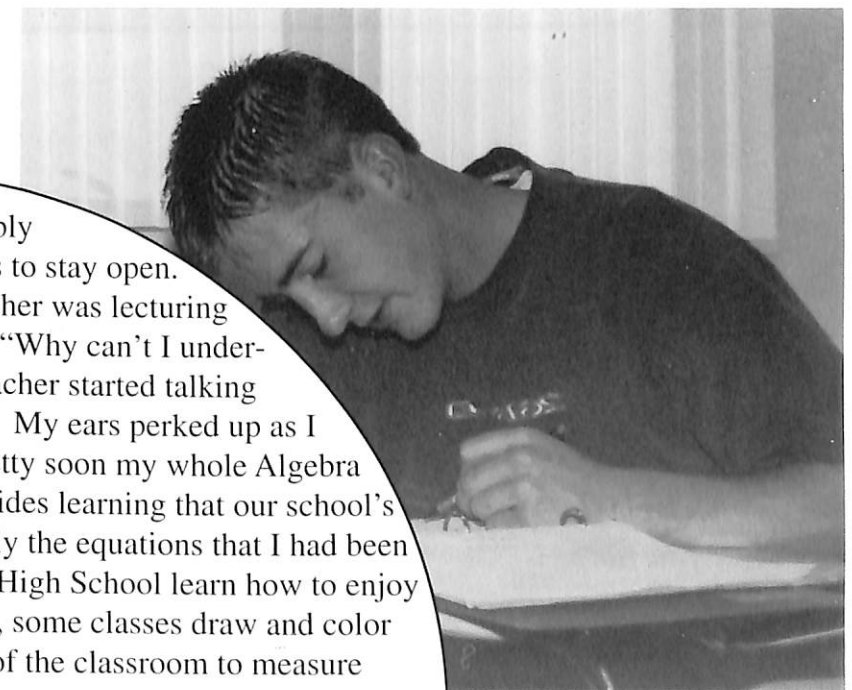 s to stay open.
her was lecturing
“Why can't I under-
cher started talking
My ears perked up as I
tty soon my whole Algebra
ides learning that our school's
y the equations that I had been
High School learn how to enjoy
, some classes draw and color
of the classroom to measure